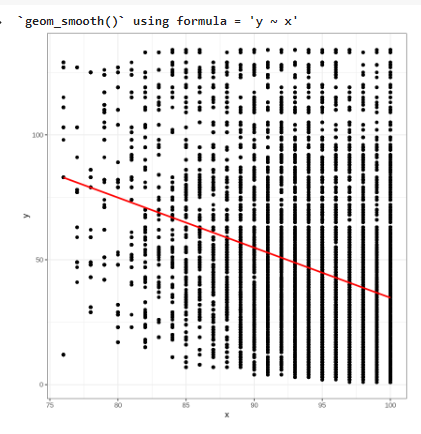 `geom_smooth()` using formula = 'y ~ x'
100
50
0
y
75 80 85 90 95 100
x